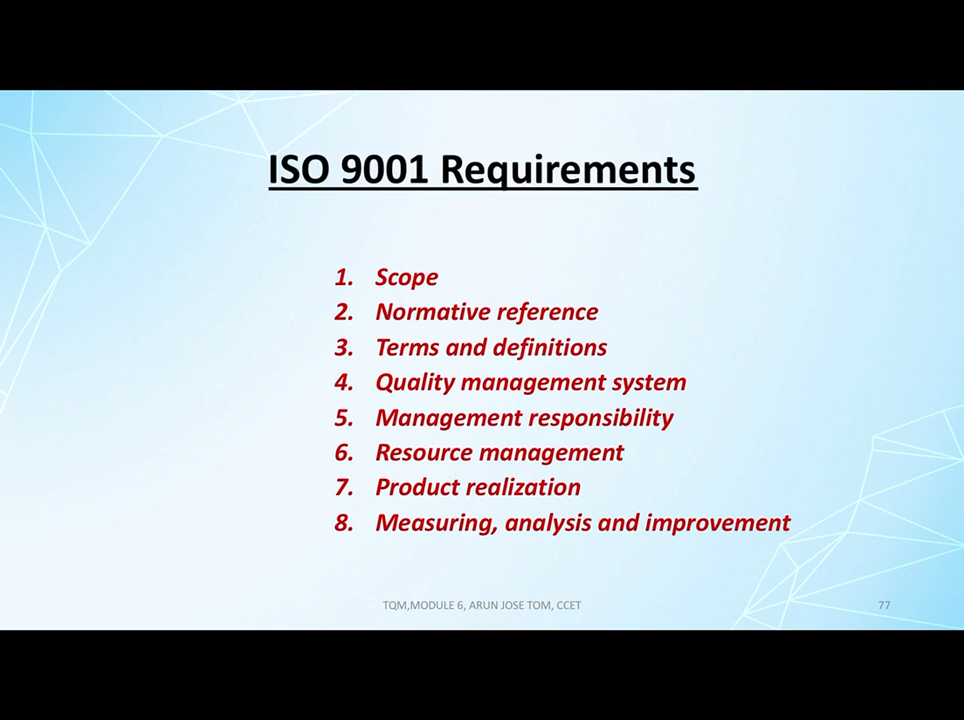 ISO 9001 Requirements
1. Scope
2. Normative reference
3. Terms and definitions
4. Quality management system
5. Management responsibility
6. Resource management
7. Product realization
8. Measuring, analysis and improvement
TQM,MODULE 6, ARUN JOSE TOM, CCET
77